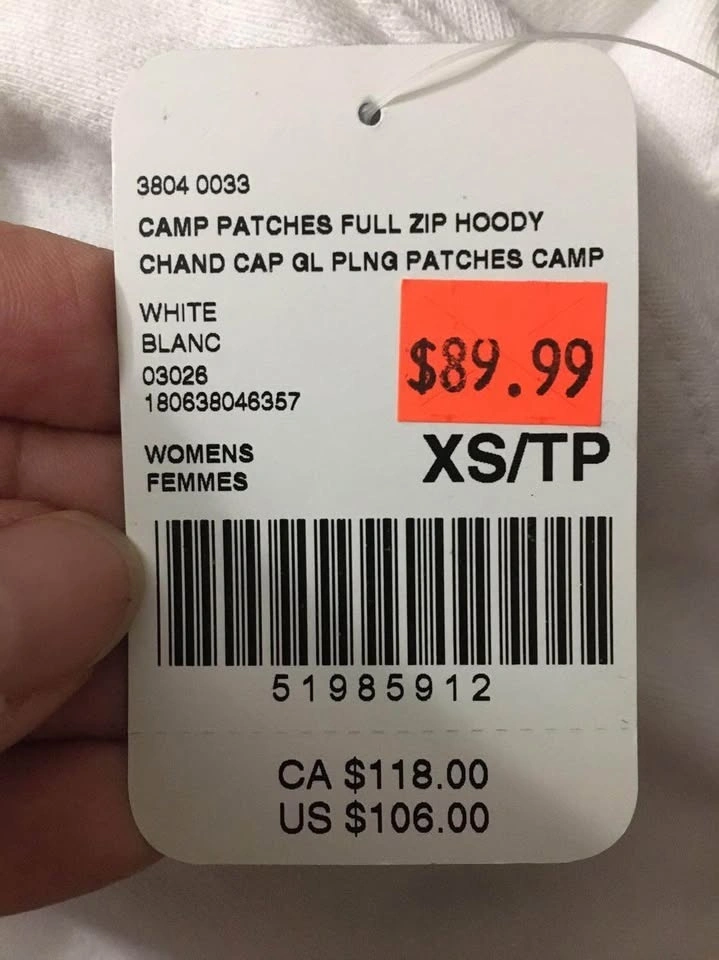 3804 0033
CAMP PATCHES FULL ZIP HOODY
CHAND CAP GL PLNG PATCHES CAMP
WHITE
BLANC
03026
180638046357
$89.99
WOMENS
FEMMES
XS/TP
51985912
CA $118.00
US $106.00